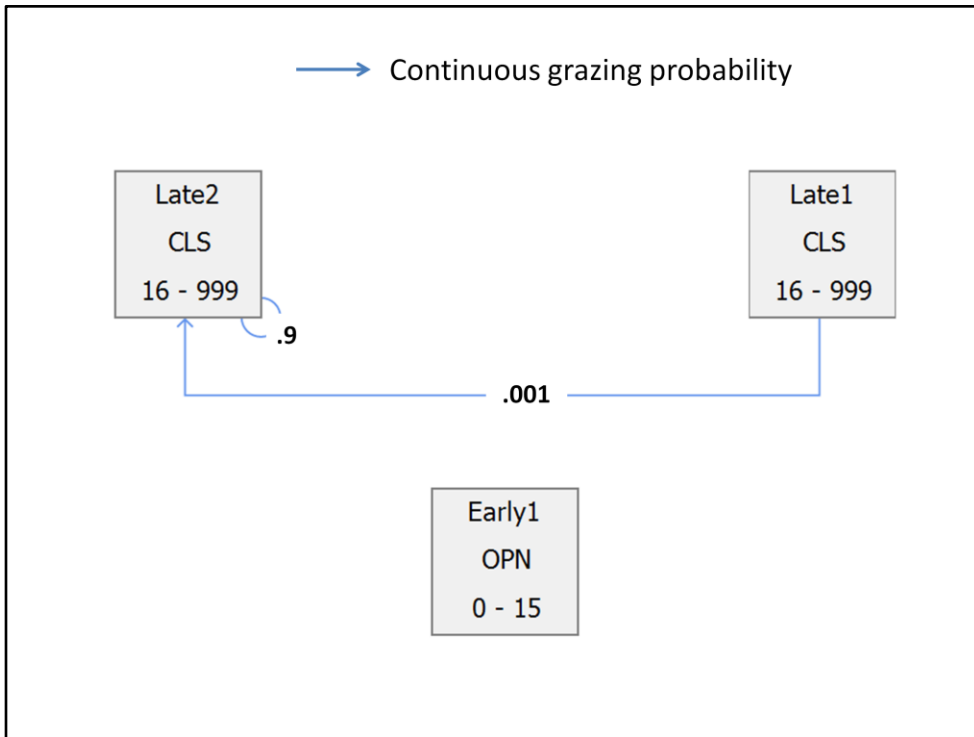 Continuous grazing probability
Late2
CLS
16 - 999
Late1
CLS
16 - 999
.9
.001
Early1
OPN
0 - 15